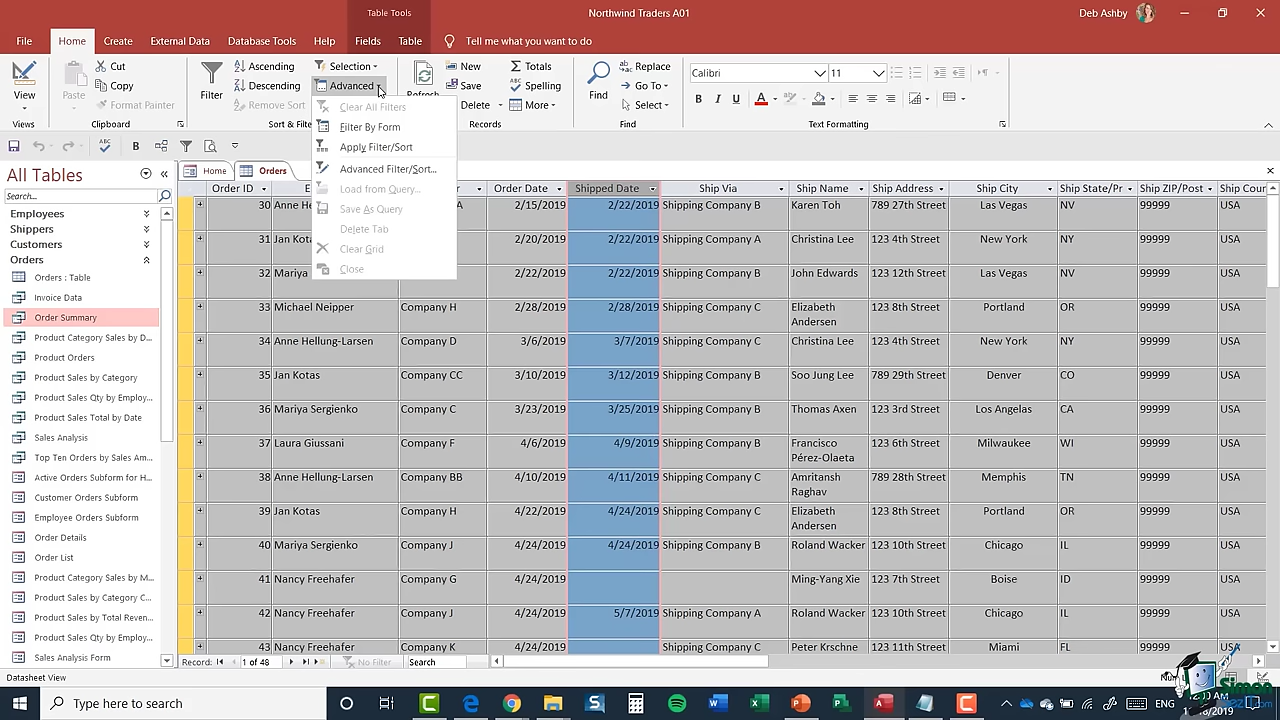 Table Tools
Northwind Traders A01
Deb Ashby
File Home Create External Data Database Tools Help Fields Table Tell me what you want to do
View
Views
Paste
Cut
Copy
Format Painter
Clipboard
Filter
Ascending
Descending
Remove Sort
Selection
Advanced
Sort & Filter
Refresh
New
Save
Delete
Totals
Spelling
More
Records
Find
Replace
Go To
Select
Find
Calibri 11
B I U A
Text Formatting
Clear All Filters
Filter By Form
Apply Filter/Sort
Advanced Filter/Sort...
Load from Query...
Save As Query
Delete Tab
Clear Grid
Close
All Tables
Search...
Employees
Shippers
Customers
Orders
Orders : Table
Invoice Data
Order Summary
Product Category Sales by D...
Product Orders
Product Sales by Category
Product Sales Qty by Employ...
Product Sales Total by Date
Sales Analysis
Top Ten Orders by Sales Am...
Active Orders Subform for H...
Customer Orders Subform
Employee Orders Subform
Order Details
Order List
Product Category Sales by M...
Product Sales by Category C...
Product Sales by Total Reven...
Product Sales Qty by Employ...
Sales Analysis Form
Home Orders
Order ID Order Date Shipped Date Ship Via Ship Name Ship Address Ship City Ship State/Pr Ship ZIP/Post Ship Cour
30 Anne He A 2/15/2019 2/22/2019 Shipping Company B Karen Toh 789 27th Street Las Vegas NV 99999 USA
31 Jan Kot 2/20/2019 2/22/2019 Shipping Company A Christina Lee 123 4th Street New York NY 99999 USA
32 Mariya 2/22/2019 2/22/2019 Shipping Company B John Edwards 123 12th Street Las Vegas NV 99999 USA
33 Michael Neipper Company H 2/28/2019 2/28/2019 Shipping Company C Elizabeth Andersen 123 8th Street Portland OR 99999 USA
34 Anne Hellung-Larsen Company D 3/6/2019 3/7/2019 Shipping Company C Christina Lee 123 4th Street New York NY 99999 USA
35 Jan Kotas Company CC 3/10/2019 3/12/2019 Shipping Company B Soo Jung Lee 789 29th Street Denver CO 99999 USA
36 Mariya Sergienko Company C 3/23/2019 3/25/2019 Shipping Company B Thomas Axen 123 3rd Street Los Angelas CA 99999 USA
37 Laura Giussani Company F 4/6/2019 4/9/2019 Shipping Company B Francisco Pérez-Olaeta 123 6th Street Milwaukee WI 99999 USA
38 Anne Hellung-Larsen Company BB 4/10/2019 4/11/2019 Shipping Company C Amritansh Raghav 789 28th Street Memphis TN 99999 USA
39 Jan Kotas Company H 4/22/2019 4/24/2019 Shipping Company C Elizabeth Andersen 123 8th Street Portland OR 99999 USA
40 Mariya Sergienko Company J 4/24/2019 4/24/2019 Shipping Company B Roland Wacker 123 10th Street Chicago IL 99999 USA
41 Nancy Freehafer Company G 4/24/2019 Ming-Yang Xie 123 7th Street Boise ID 99999 USA
42 Nancy Freehafer Company J 4/24/2019 5/7/2019 Shipping Company A Roland Wacker 123 10th Street Chicago IL 99999 USA
43 Nancy Freehafer Company K 4/24/2019 Shipping Company B Peter Krschne 123 11th Street Miami FL 99999 USA
Record: 1 of 48 No Filter Search
Datasheet View
Type here to search